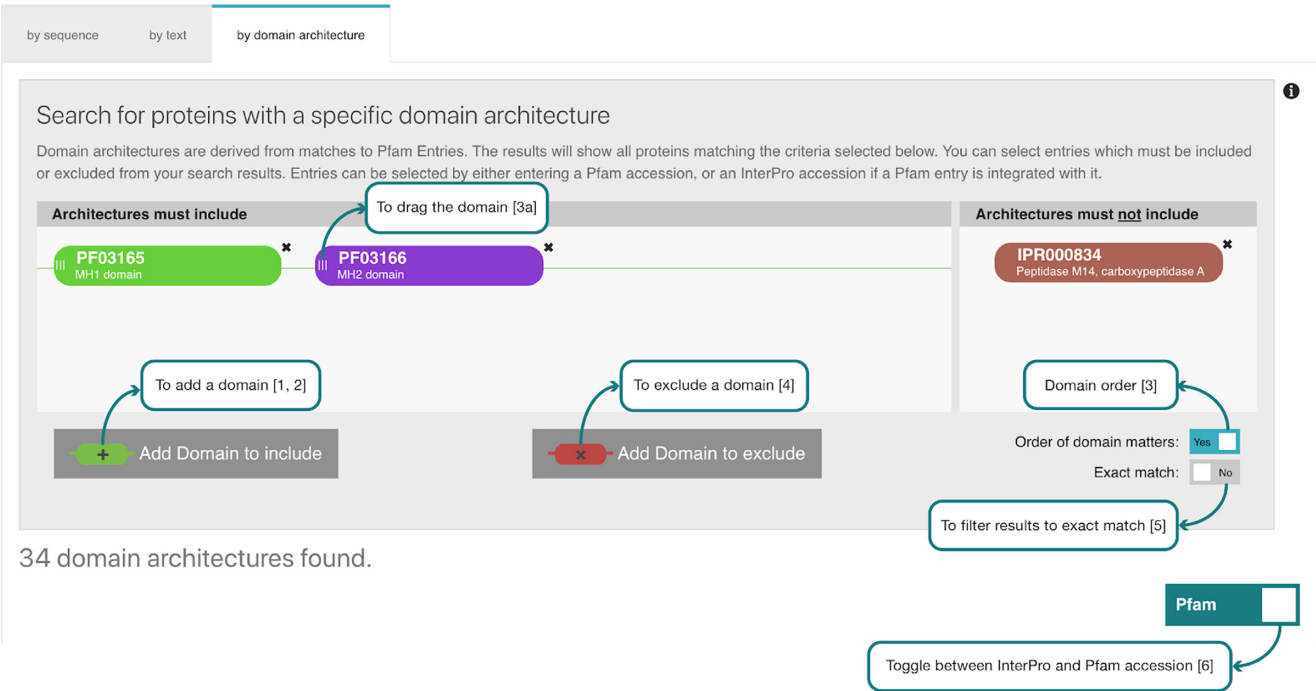 by sequence
by text
by domain architecture
Search for proteins with a specific domain architecture
Domain architectures are derived from matches to Pfam Entries. The results will show all proteins matching the criteria selected below. You can select entries which must be included
or excluded from your search results. Entries can be selected by either entering a Pfam accession, or an InterPro accession if a Pfam entry is integrated with it.
Architectures must include
To drag the domain [3a]
Architectures must not include
PF03165
MH1 domain
PF03166
MH2 domain
IPR000834
Peptidase M14, carboxypeptidase A
To add a domain [1, 2]
To exclude a domain [4]
Domain order [3]
Add Domain to include
Add Domain to exclude
Order of domain matters: Yes
Exact match: No
To filter results to exact match [5]
34 domain architectures found.
Pfam
Toggle between InterPro and Pfam accession [6]